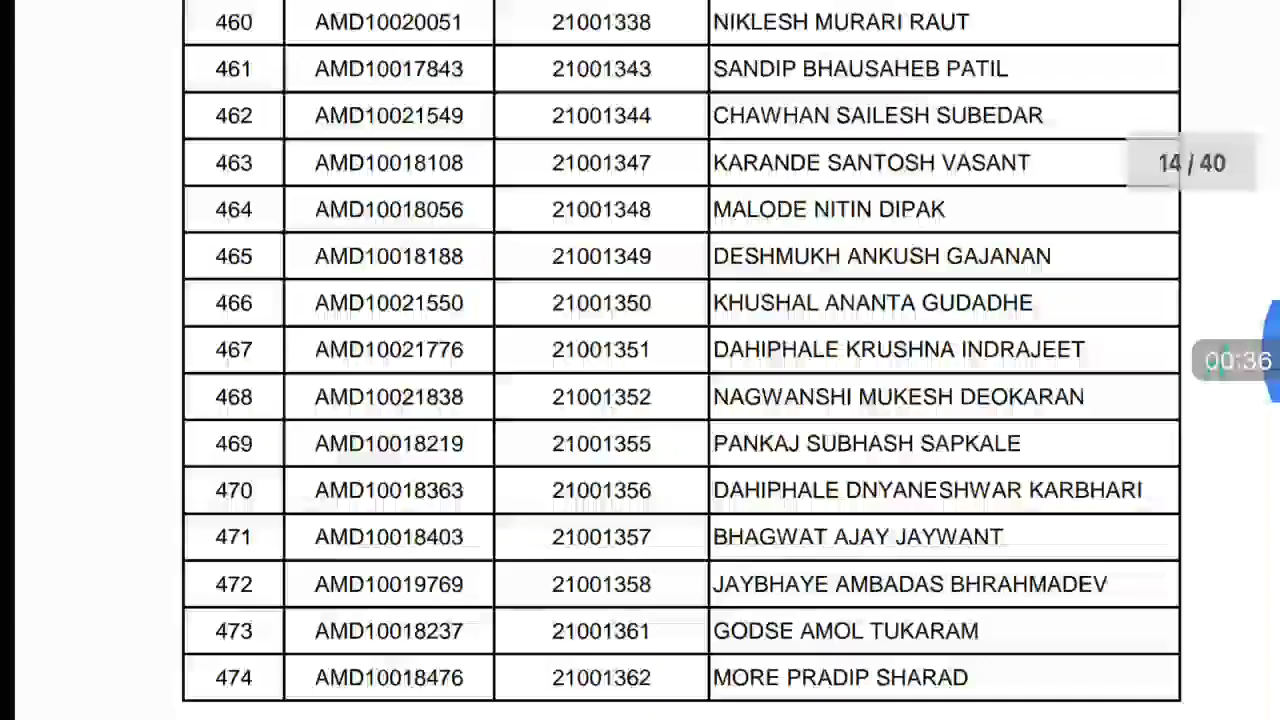 460 AMD10020051 21001338 NIKLESH MURARI RAUT
461 AMD10017843 21001343 SANDIP BHAUSAHEB PATIL
462 AMD10021549 21001344 CHAWHAN SAILESH SUBEDAR
463 AMD10018108 21001347 KARANDE SANTOSH VASANT
14 / 40
464 AMD10018056 21001348 MALODE NITIN DIPAK
465 AMD10018188 21001349 DESHMUKH ANKUSH GAJANAN
466 AMD10021550 21001350 KHUSHAL ANANTA GUDADHE
467 AMD10021776 21001351 DAHIPHALE KRUSHNA INDRAJEET
00:36
468 AMD10021838 21001352 NAGWANSHI MUKESH DEOKARAN
469 AMD10018219 21001355 PANKAJ SUBHASH SAPKALE
470 AMD10018363 21001356 DAHIPHALE DNYANESHWAR KARBHARI
471 AMD10018403 21001357 BHAGWAT AJAY JAYWANT
472 AMD10019769 21001358 JAYBHAYE AMBADAS BHRAHMADEV
473 AMD10018237 21001361 GODSE AMOL TUKARAM
474 AMD10018476 21001362 MORE PRADIP SHARAD